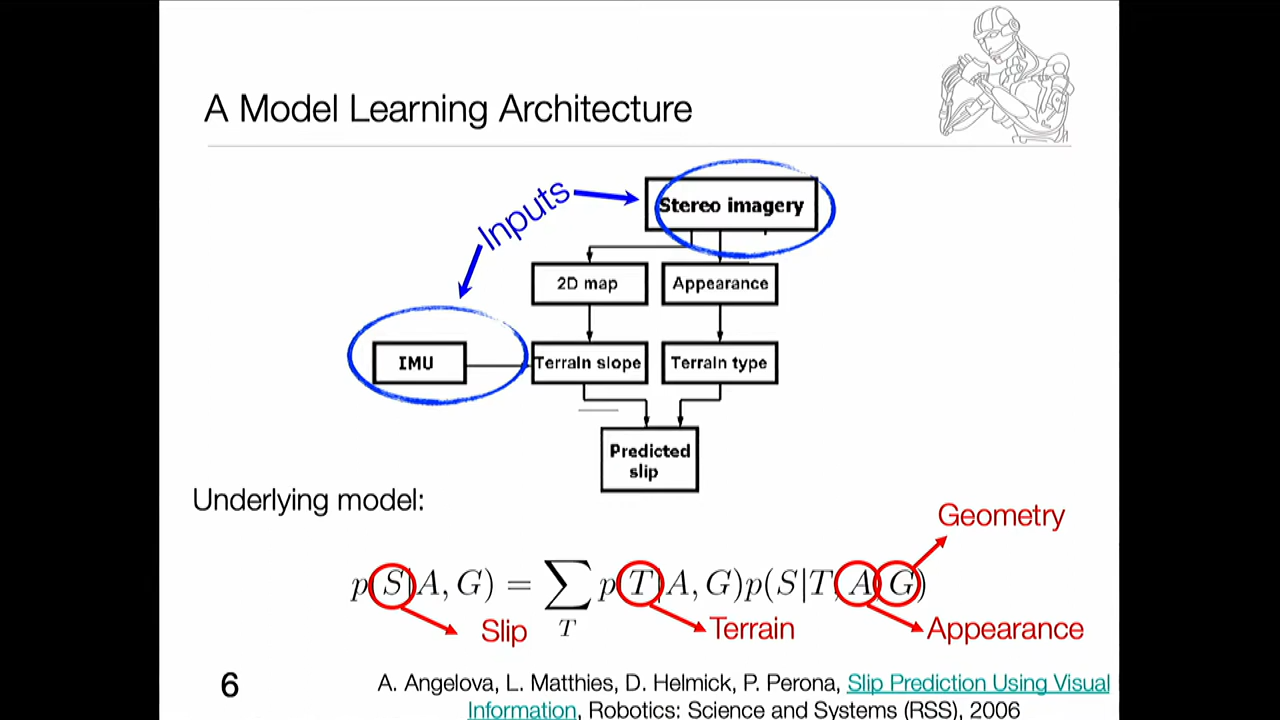 A Model Learning Architecture
Inputs
Stereo imagery
2D map
Appearance
IMU
Terrain slope
Terrain type
Predicted
slip
Underlying model:
Geometry
p(S|A, G) = ∑ p(T|A, G)p(S|T, A, G)
T
Slip
Terrain
Appearance
6
A. Angelova, L. Matthies, D. Helmick, P. Perona, Slip Prediction Using Visual
Information, Robotics: Science and Systems (RSS), 2006